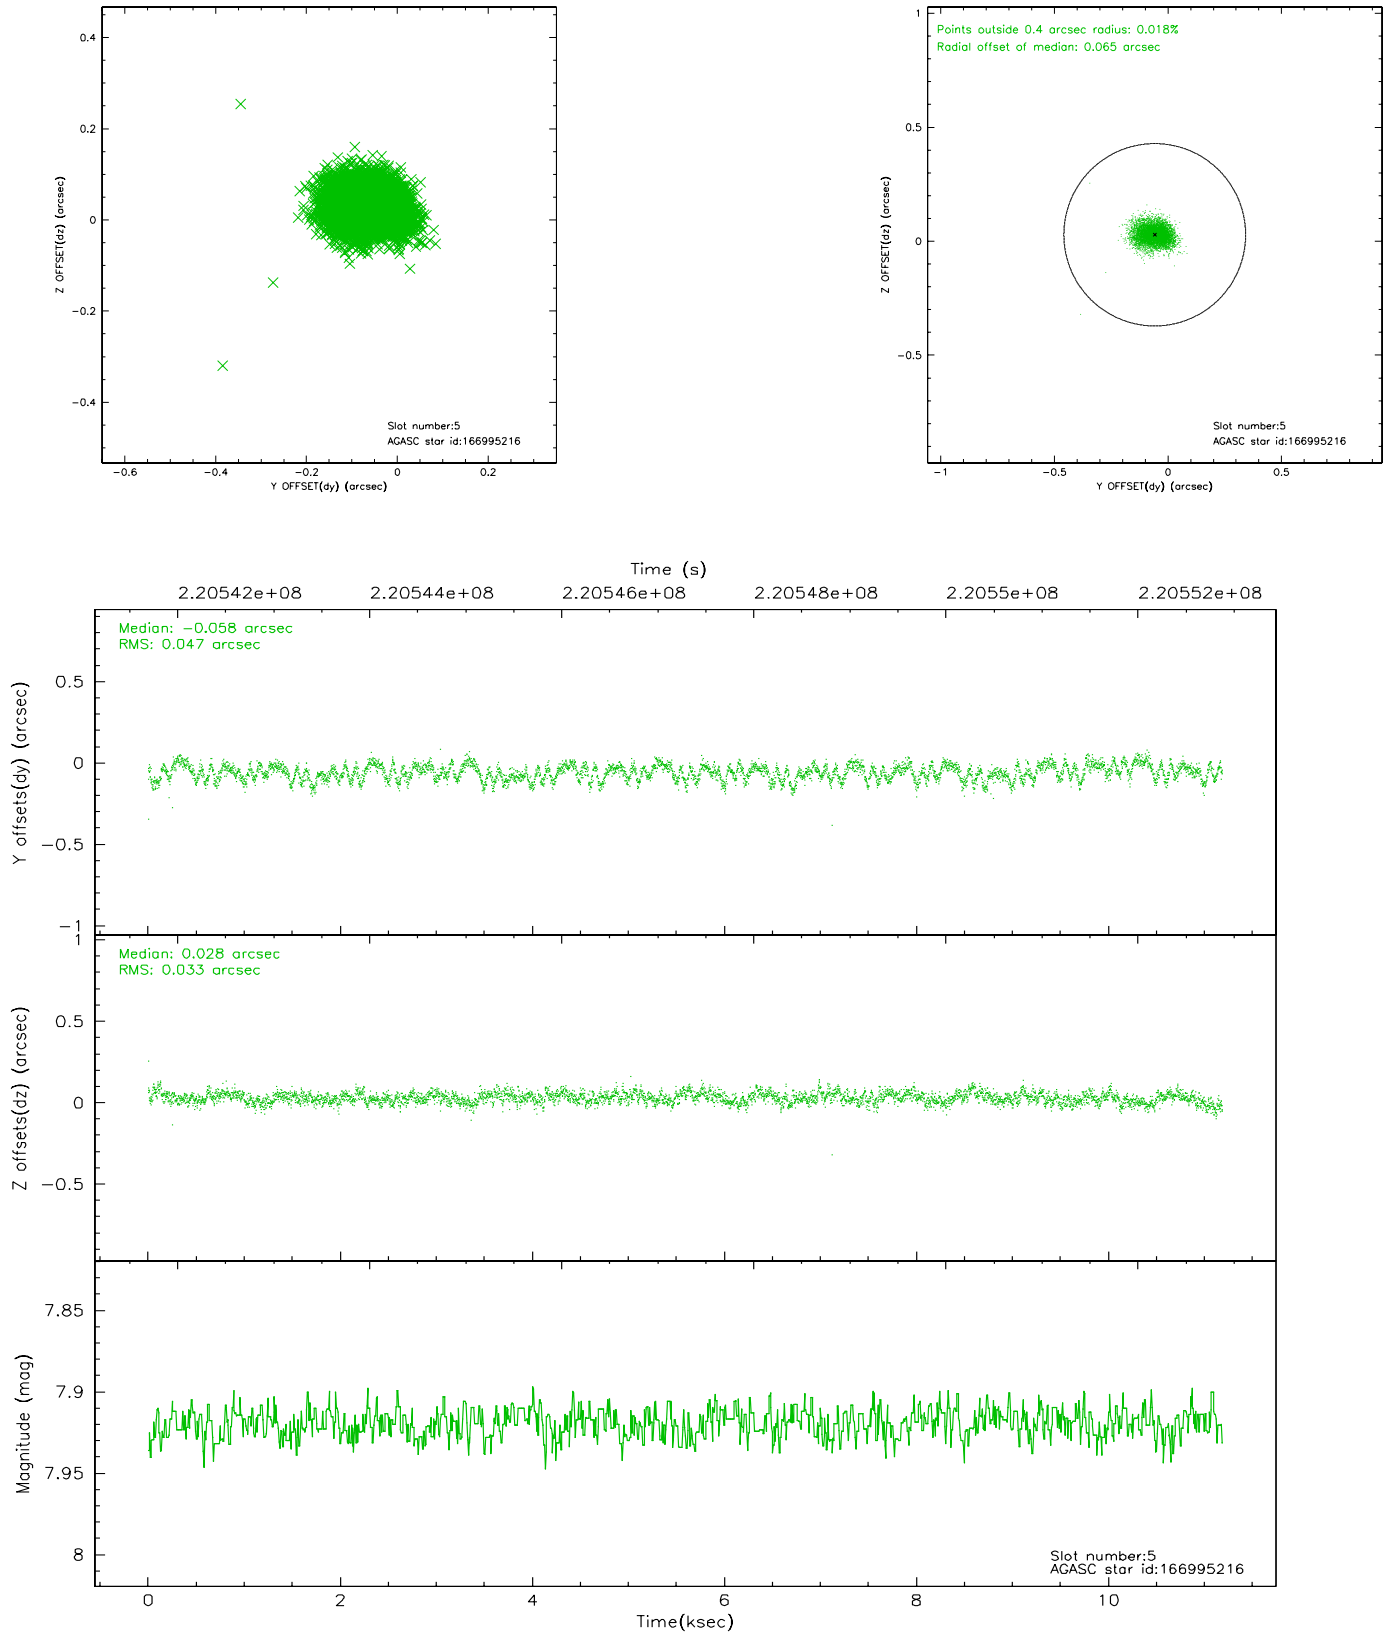 0.4
0.2
0
−0.2
−0.4
Z OFFSET(dz) (arcsec)
Slot number:5
AGASC star id:166995216
−0.6 −0.4 −0.2 0 0.2
Y OFFSET(dy) (arcsec)
Points outside 0.4 arcsec radius: 0.018%
Radial offset of median: 0.065 arcsec
1
0.5
0
−0.5
Z OFFSET(dz) (arcsec)
Slot number:5
AGASC star id:166995216
−1 −0.5 0 0.5
Y OFFSET(dy) (arcsec)
Time (s)
2.20542e+08 2.20544e+08 2.20546e+08 2.20548e+08 2.2055e+08 2.20552e+08
Median: −0.058 arcsec
RMS: 0.047 arcsec
0.5
0
−0.5
−1
Y offsets(dy) (arcsec)
Median: 0.028 arcsec
RMS: 0.033 arcsec
1
0.5
0
−0.5
Z offsets(dz) (arcsec)
7.85
7.9
7.95
8
Magnitude (mag)
Slot number:5
AGASC star id:166995216
0 2 4 6 8 10
Time(ksec)